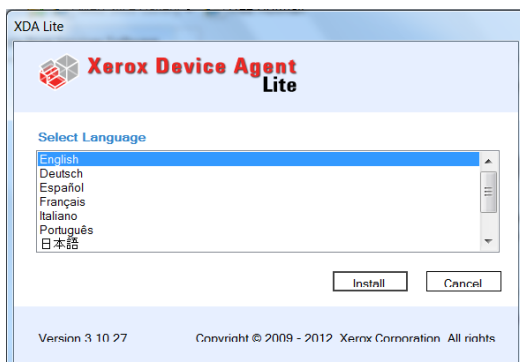 XDA Lite
Xerox Device Agent
Lite
Select Language
English
Deutsch
Español
Français
Italiano
Português
日本語
Install
Cancel
Version 3.10.27
Copyright © 2009 - 2012 Xerox Corporation. All rights